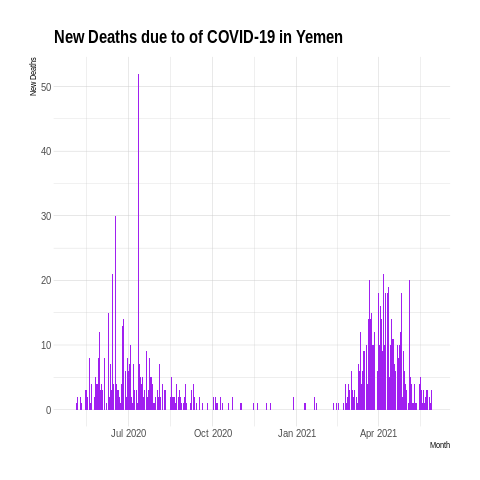 New Deaths due to of COVID-19 in Yemen
New Deaths
50
40
30
20
10
0
Jul 2020 Oct 2020 Jan 2021 Apr 2021
Month